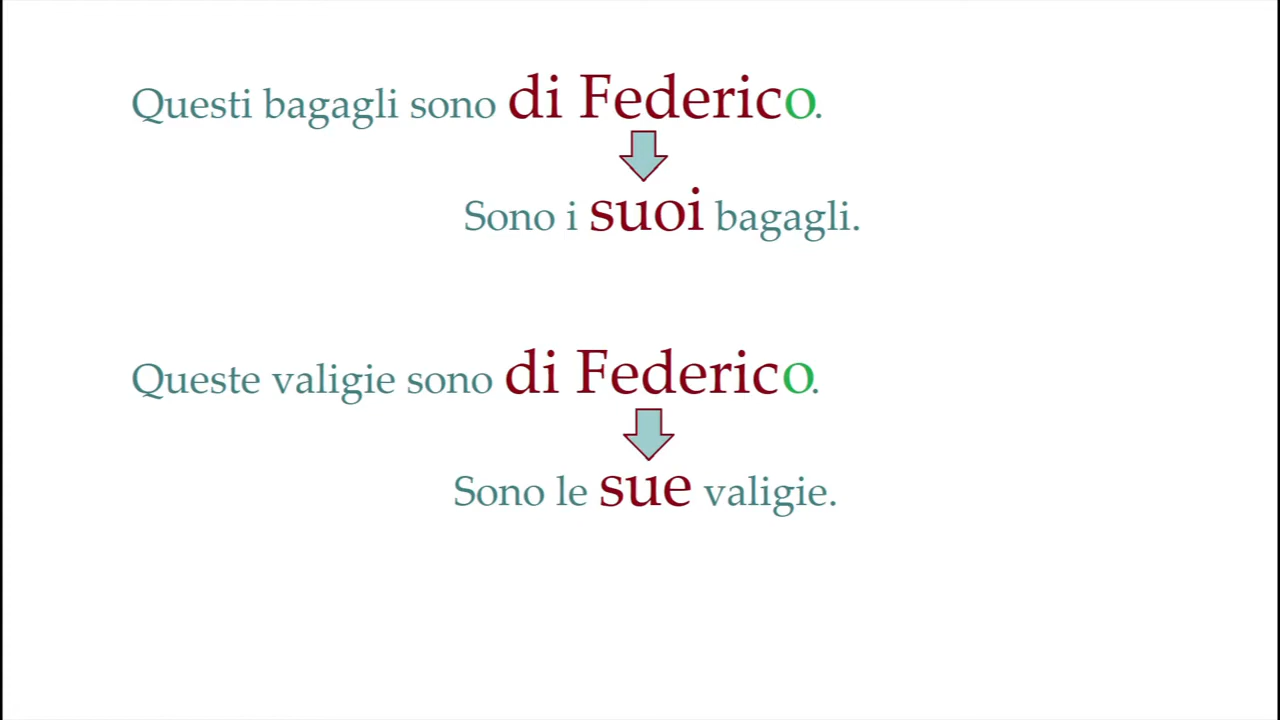 Questi bagagli sono di Federico.
Sono i suoi bagagli.
Queste valigie sono di Federico.
Sono le sue valigie.